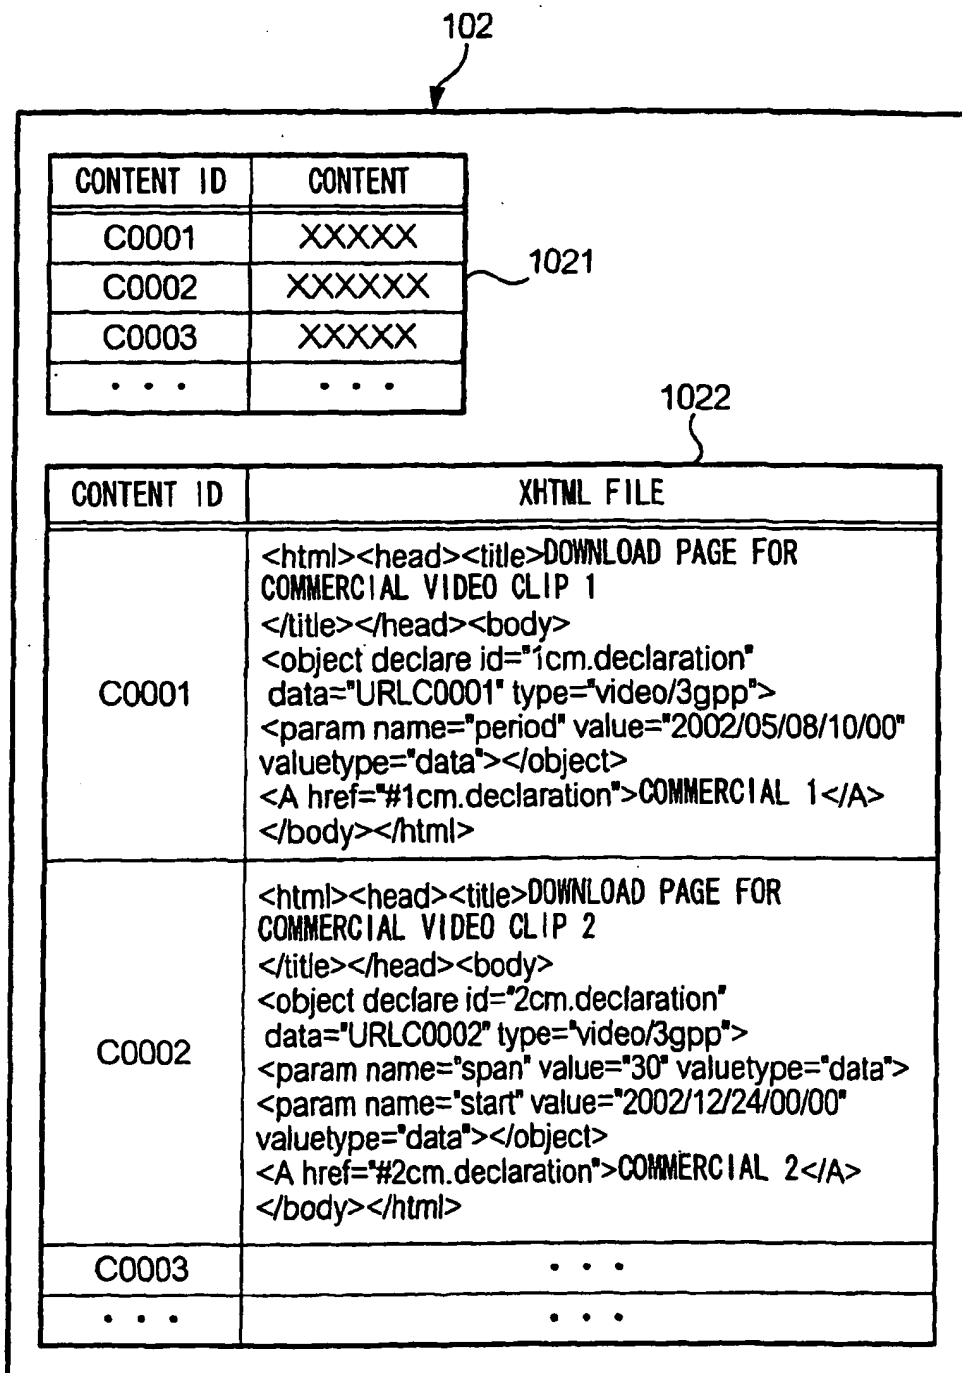 102
CONTENT ID CONTENT
C0001 XXXXX
C0002 XXXXXX
1021
C0003 XXXXX
... ...
1022
CONTENT ID XHTML FILE
<html><head><title>DOWNLOAD PAGE FOR
COMMERCIAL VIDEO CLIP 1
</title></head><body>
<object declare id="1cm.declaration"
C0001 data="URLC0001" type="video/3gpp">
<param name="period" value="2002/05/08/10/00"
valuetype="data"></object>
<A href="#1cm.declaration">COMMERCIAL 1</A>
</body></html>
<html><head><title>DOWNLOAD PAGE FOR
COMMERCIAL VIDEO CLIP 2
</title></head><body>
<object declare id="2cm.declaration"
data="URLC0002" type="video/3gpp">
C0002
<param name="span" value="30" valuetype="data">
<param name="start" value="2002/12/24/00/00"
valuetype="data"></object>
<A href="#2cm.declaration">COMMERCIAL 2</A>
</body></html>
C0003 ...
... ...